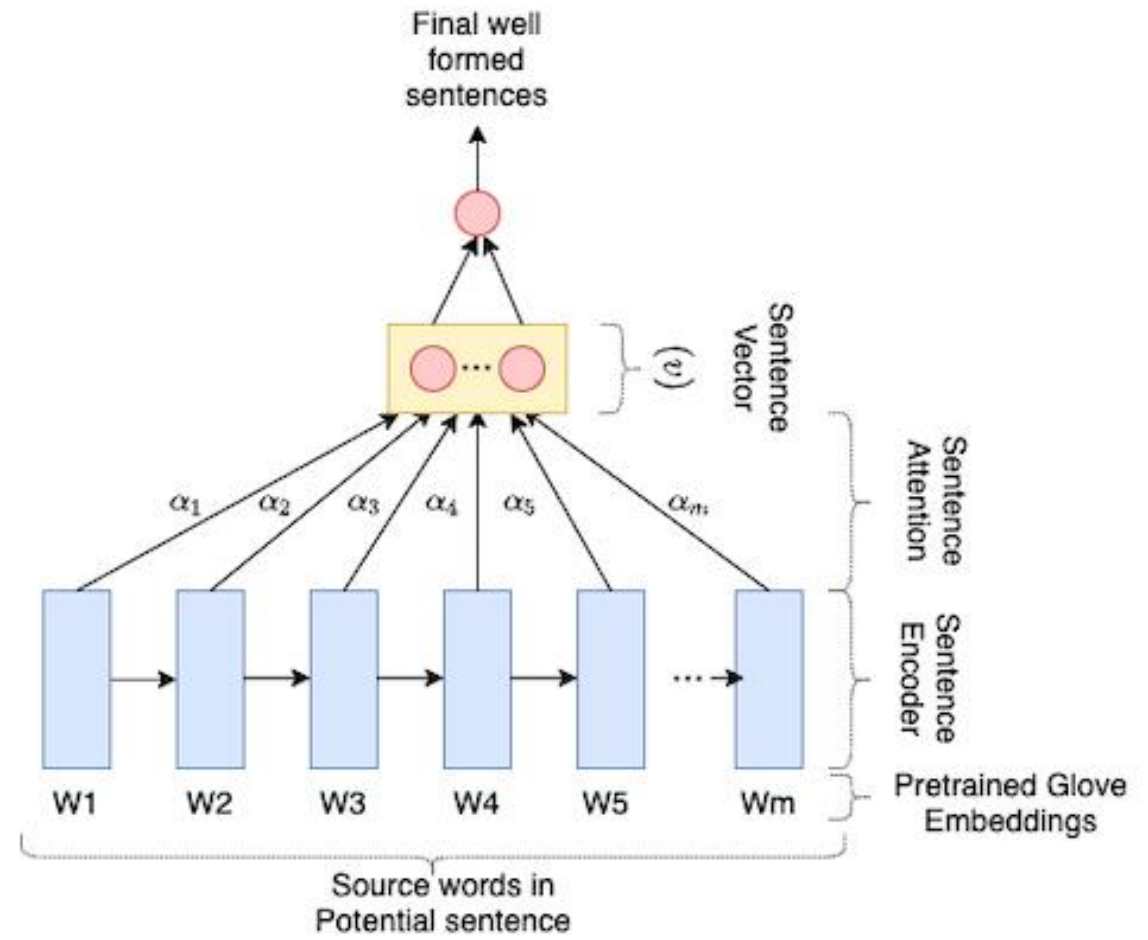 Final well
formed
sentences
Sentence
Vector
(v)
Sentence
Attention
α1
α2
α3
α4
α5
αm
Sentence
Encoder
...
W1
W2
W3
W4
W5
Wm
Pretrained Glove
Embeddings
Source words in
Potential sentence